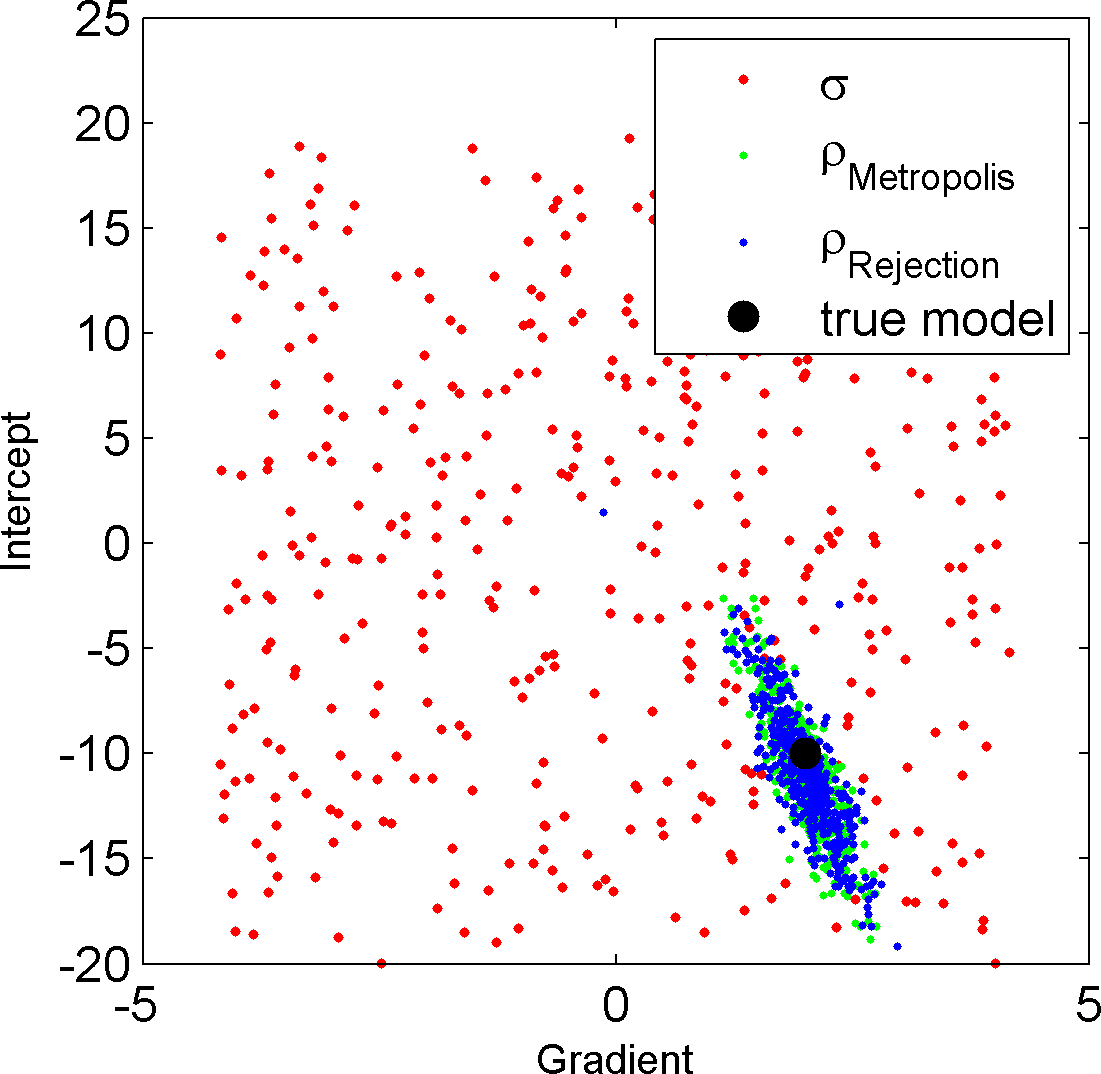 25
20
15
10
5
0
-5
-10
-15
-20
-5
0
5
Intercept
Gradient
σ
ρMetropolis
ρRejection
true model